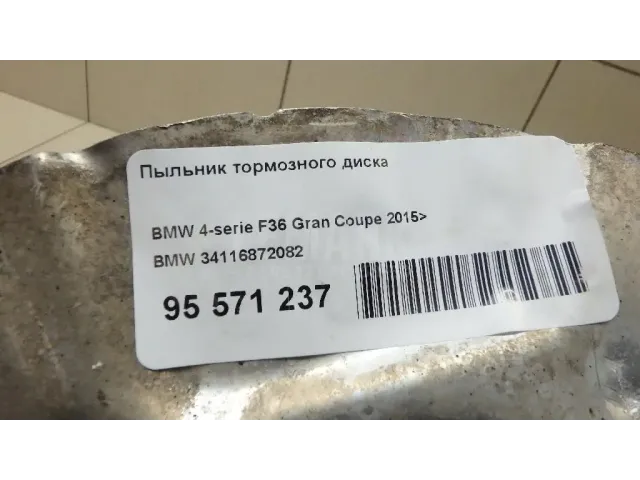 Пыльник тормозного диска
BMW 4-serie F36 Gran Coupe 2015>
BMW 34116872082
95 571 237